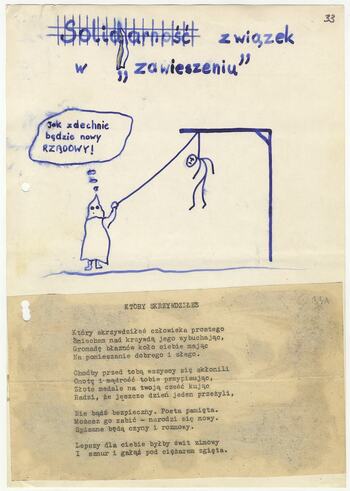 33
Solidarność związek
w „zawieszeniu”
Jak zdechnie
będzie nowy
RZĄDOWY!
33A
KTÓRY SKRZYWDZIŁEŚ
Który skrzywdziłeś człowieka prostego
Śmiechem nad krzywdą jego wybuchając,
Gromadę błaznów koło siebie mając
Na pomieszanie dobrego i złego.
Choćby przed tobą wszyscy się skłonili
Cnotę i mądrość tobie przypisując,
Złote medale na twoją cześć kując
Radzi, że jeszcze dzień jeden przeżyli,
Nie bądź bezpieczny. Poeta pamięta.
Możesz go zabić - narodzi się nowy.
Spisane będą czyny i rozmowy.
Lepszy dla ciebie byłby świt zimowy
I sznur i gałąź pod ciężarem zgięta.